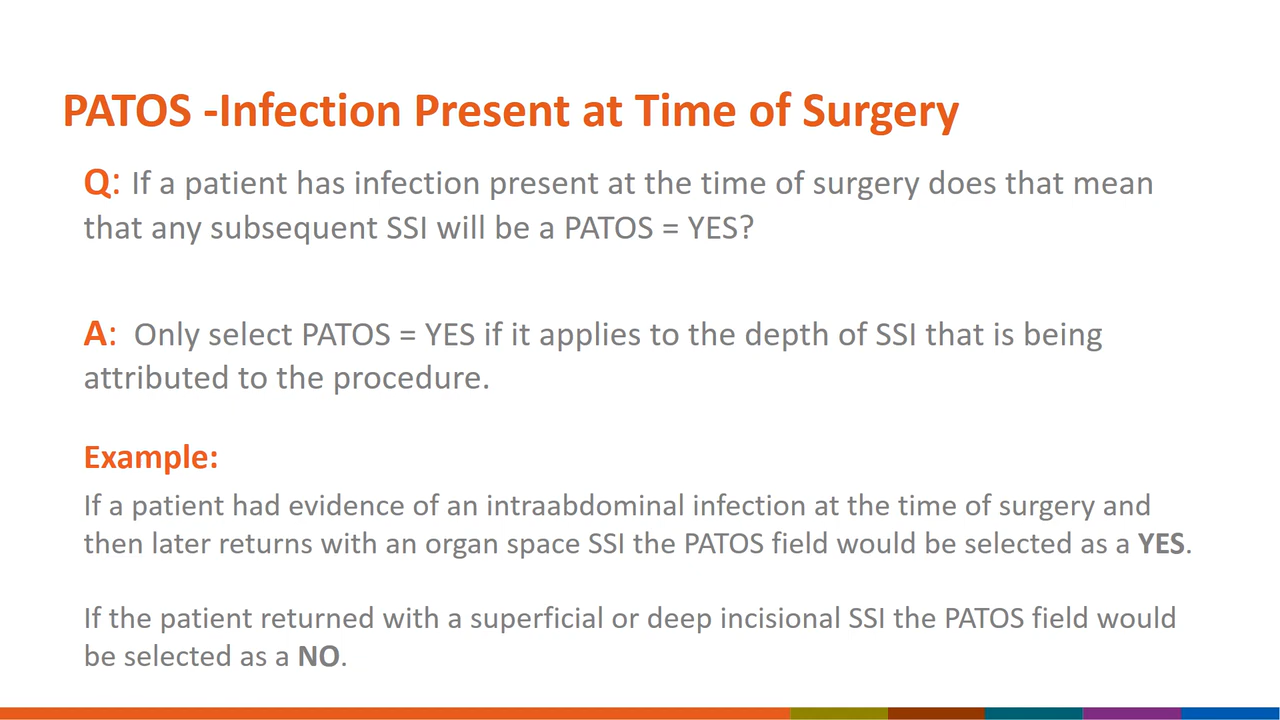 PATOS -Infection Present at Time of Surgery
Q: If a patient has infection present at the time of surgery does that mean
that any subsequent SSI will be a PATOS = YES?
A: Only select PATOS = YES if it applies to the depth of SSI that is being
attributed to the procedure.
Example:
If a patient had evidence of an intraabdominal infection at the time of surgery and
then later returns with an organ space SSI the PATOS field would be selected as a YES.
If the patient returned with a superficial or deep incisional SSI the PATOS field would
be selected as a NO.